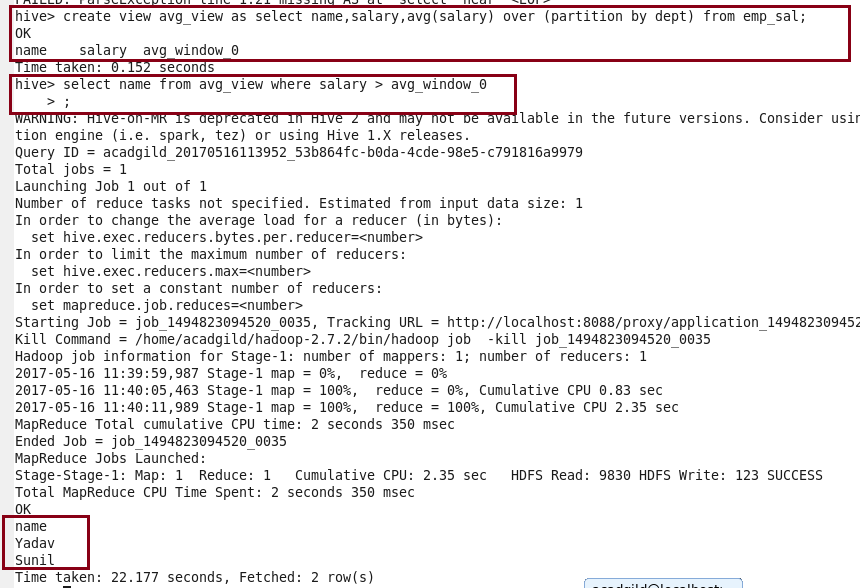 FAILED: ParseException line 1:21 missing AS at 'select' near '<EOF>'
hive> create view avg_view as select name,salary,avg(salary) over (partition by dept) from emp_sal;
OK
name    salary  avg_window_0
Time taken: 0.152 seconds
hive> select name from avg_view where salary > avg_window_0
    > ;
WARNING: Hive-on-MR is deprecated in Hive 2 and may not be available in the future versions. Consider usin
tion engine (i.e. spark, tez) or using Hive 1.X releases.
Query ID = acadgild_20170516113952_53b864fc-b0da-4cde-98e5-c791816a9979
Total jobs = 1
Launching Job 1 out of 1
Number of reduce tasks not specified. Estimated from input data size: 1
In order to change the average load for a reducer (in bytes):
  set hive.exec.reducers.bytes.per.reducer=<number>
In order to limit the maximum number of reducers:
  set hive.exec.reducers.max=<number>
In order to set a constant number of reducers:
  set mapreduce.job.reduces=<number>
Starting Job = job_1494823094520_0035, Tracking URL = http://localhost:8088/proxy/application_149482309452
Kill Command = /home/acadgild/hadoop-2.7.2/bin/hadoop job  -kill job_1494823094520_0035
Hadoop job information for Stage-1: number of mappers: 1; number of reducers: 1
2017-05-16 11:39:59,987 Stage-1 map = 0%,  reduce = 0%
2017-05-16 11:40:05,463 Stage-1 map = 100%,  reduce = 0%, Cumulative CPU 0.83 sec
2017-05-16 11:40:11,989 Stage-1 map = 100%,  reduce = 100%, Cumulative CPU 2.35 sec
MapReduce Total cumulative CPU time: 2 seconds 350 msec
Ended Job = job_1494823094520_0035
MapReduce Jobs Launched:
Stage-Stage-1: Map: 1  Reduce: 1   Cumulative CPU: 2.35 sec   HDFS Read: 9830 HDFS Write: 123 SUCCESS
Total MapReduce CPU Time Spent: 2 seconds 350 msec
OK
name
Yadav
Sunil
Time taken: 22.177 seconds, Fetched: 2 row(s)
acadgild@localhost: